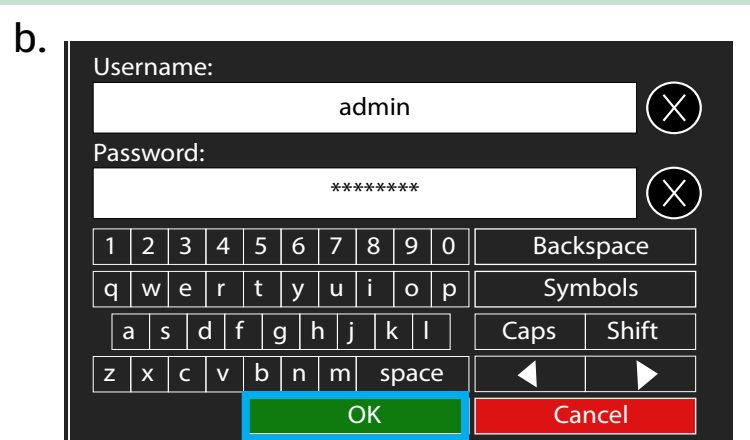 b.
Username:
admin
X
Password:
********
X
1 2 3 4 5 6 7 8 9 0 Backspace
q w e r t y u i o p Symbols
a s d f g h j k l Caps Shift
z x c v b n m space
OK Cancel